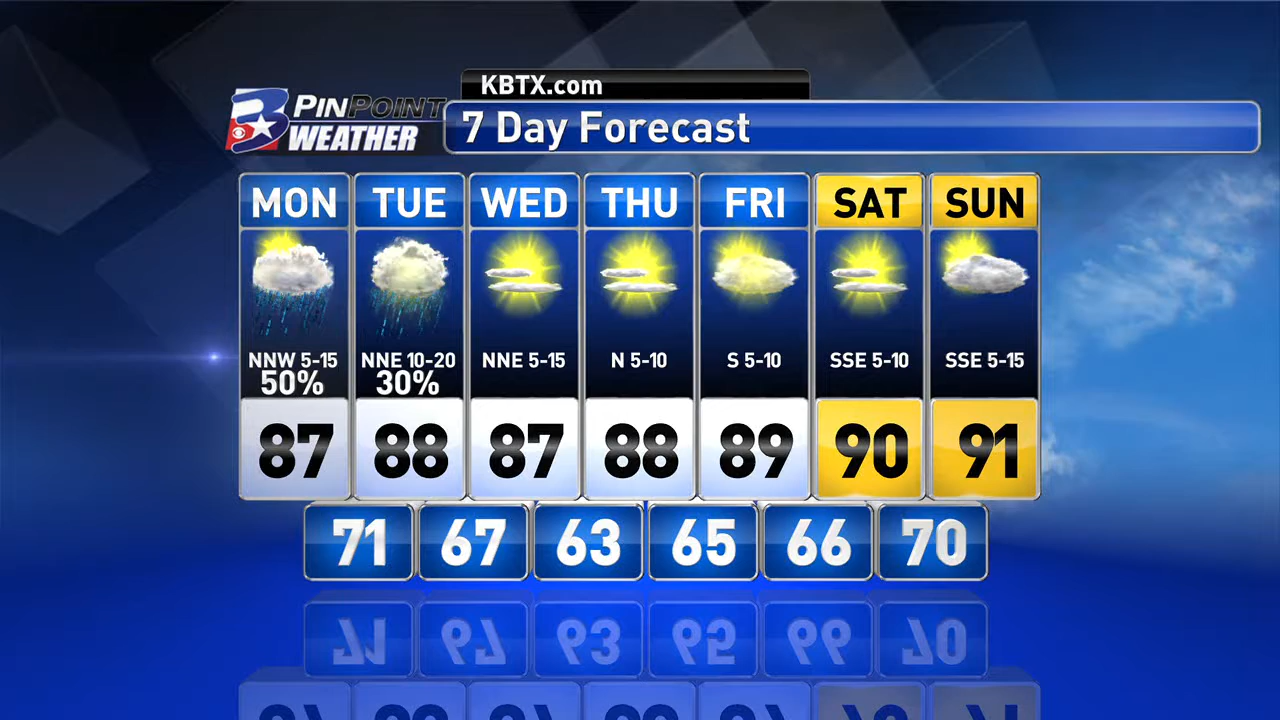 KBTX.com
3 PINPOINT
WEATHER
7 Day Forecast
MON TUE WED THU FRI SAT SUN
NNW 5-15 NNE 10-20 NNE 5-15 N 5-10 S 5-10 SSE 5-10 SSE 5-15
50% 30%
87 88 87 88 89 90 91
71 67 63 65 66 70